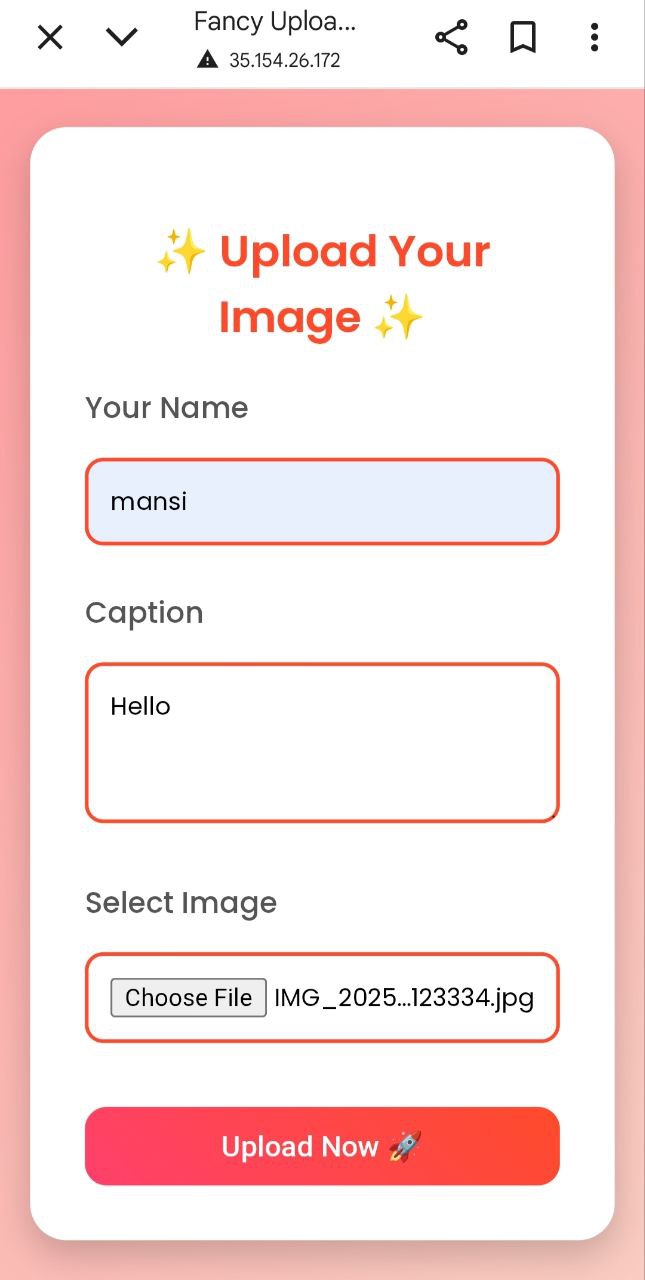 Fancy Uploa...
35.154.26.172
✨ Upload Your
Image ✨
Your Name
mansi
Caption
Hello
Select Image
Choose File IMG_2025...123334.jpg
Upload Now 🚀